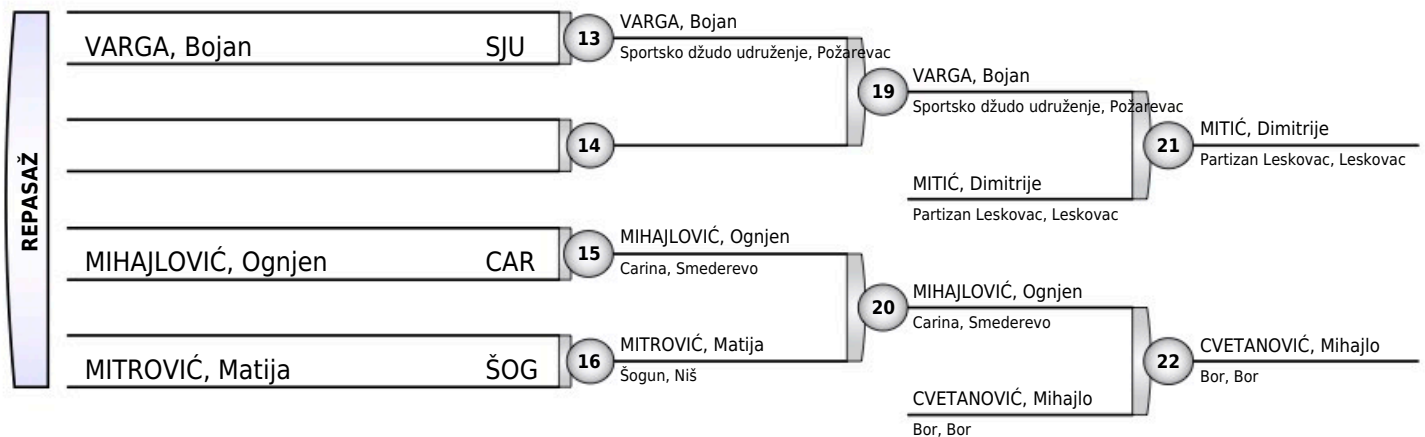 REPASAŽ
VARGA, Bojan SJU
13
VARGA, Bojan
Sportsko džudo udruženje, Požarevac
14
19
VARGA, Bojan
Sportsko džudo udruženje, Požarevac
MITIĆ, Dimitrije
Partizan Leskovac, Leskovac
21
MITIĆ, Dimitrije
Partizan Leskovac, Leskovac
MIHAJLOVIĆ, Ognjen CAR
15
MIHAJLOVIĆ, Ognjen
Carina, Smederevo
MITROVIĆ, Matija ŠOG
16
MITROVIĆ, Matija
Šogun, Niš
20
MIHAJLOVIĆ, Ognjen
Carina, Smederevo
CVETANOVIĆ, Mihajlo
Bor, Bor
22
CVETANOVIĆ, Mihajlo
Bor, Bor